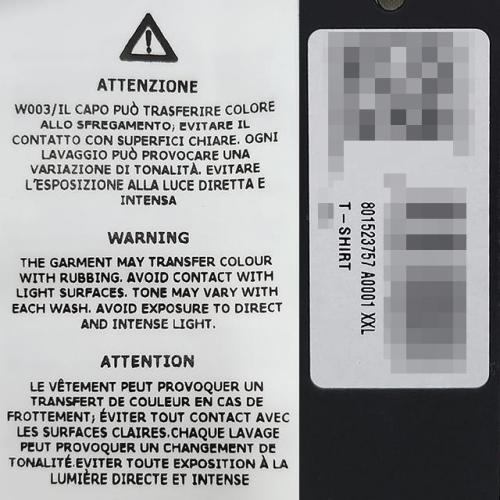 ATTENZIONE
W003/IL CAPO PUÒ TRASFERIRE COLORE
ALLO SFREGAMENTO; EVITARE IL
CONTATTO CON SUPERFICI CHIARE. OGNI
LAVAGGIO PUÒ PROVOCARE UNA
VARIAZIONE DI TONALITÀ. EVITARE
L'ESPOSIZIONE ALLA LUCE DIRETTA E
INTENSA
WARNING
THE GARMENT MAY TRANSFER COLOUR
WITH RUBBING. AVOID CONTACT WITH
LIGHT SURFACES. TONE MAY VARY WITH
EACH WASH. AVOID EXPOSURE TO DIRECT
AND INTENSE LIGHT.
ATTENTION
LE VÊTEMENT PEUT PROVOQUER UN
TRANSFERT DE COULEUR EN CAS DE
FROTTEMENT; ÉVITER TOUT CONTACT AVEC
LES SURFACES CLAIRES.CHAQUE LAVAGE
PEUT PROVOQUER UN CHANGEMENT DE
TONALITÉ.EVITER TOUTE EXPOSITION À LA
LUMIÈRE DIRECTE ET INTENSE
801523757 A0001 XXL
T-SHIRT